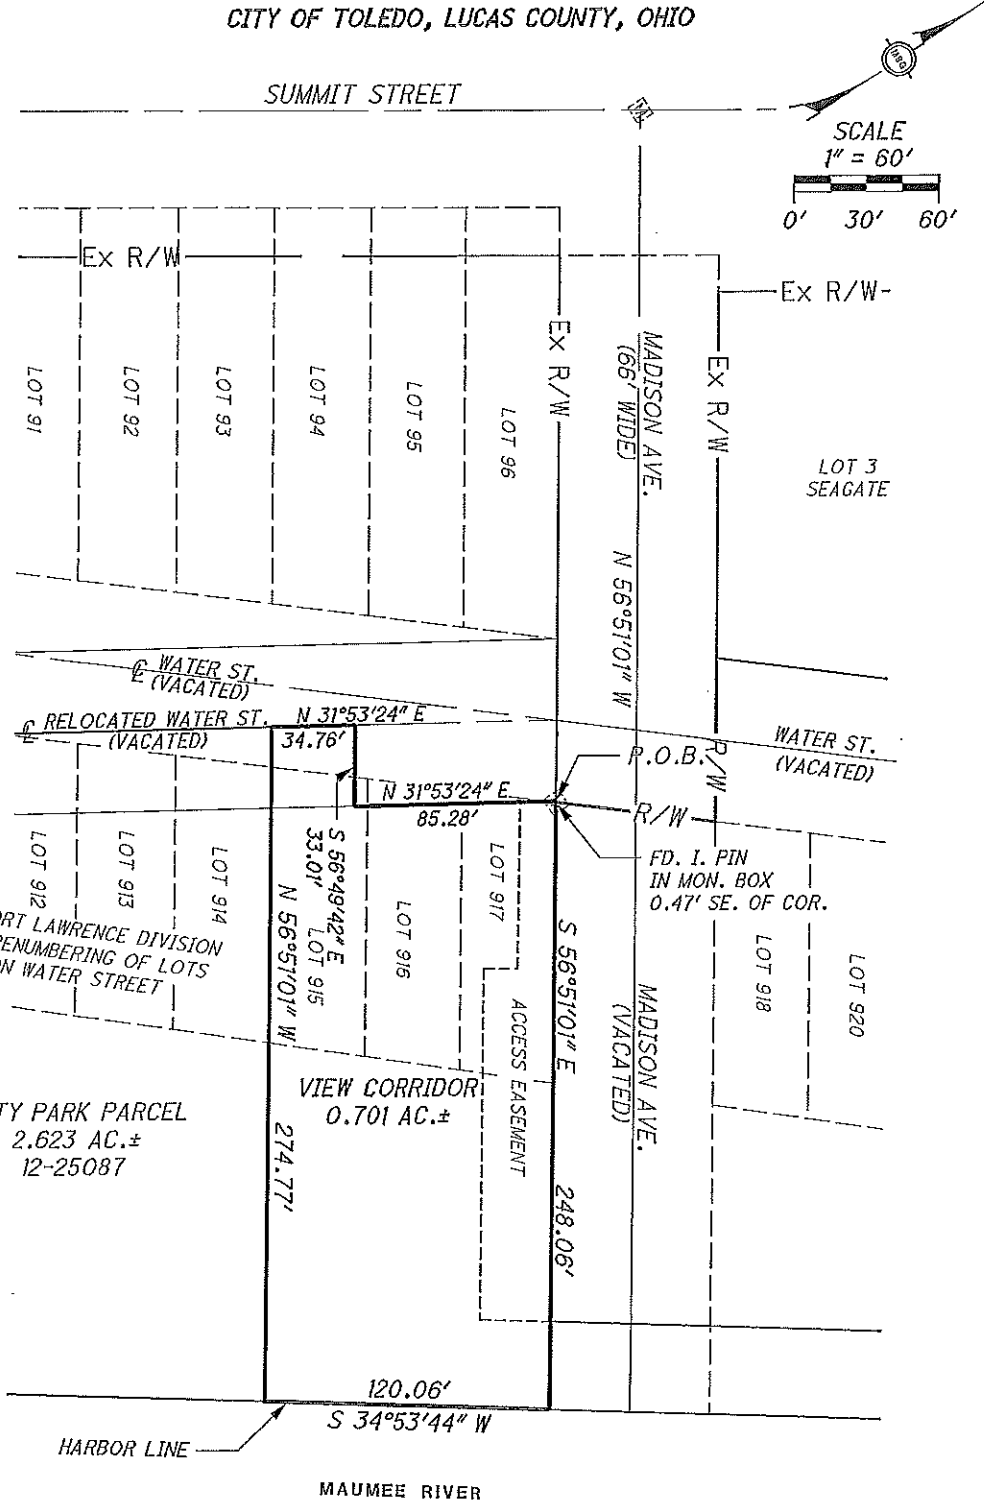 CITY OF TOLEDO, LUCAS COUNTY, OHIO
SUMMIT STREET
SCALE
1" = 60'
0' 30' 60'
Ex R/W
Ex R/W-
Ex R/W
Ex R/W
MADISON AVE.
(66' WIDE)
LOT 91
LOT 92
LOT 93
LOT 94
LOT 95
LOT 96
LOT 3
SEAGATE
N 56°51'01" W
℄ WATER ST.
(VACATED)
℄ RELOCATED WATER ST.
(VACATED)
N 31°53'24" E
34.76'
WATER ST.
(VACATED)
P.O.B.
R/W
N 31°53'24" E
85.28'
R/W
FD. I. PIN
IN MON. BOX
0.47' SE. OF COR.
S 56°49'42" E
33.01'
LOT 912
LOT 913
LOT 914
LOT 915
LOT 916
LOT 917
LOT 918
LOT 920
ORT LAWRENCE DIVISION
RENUMBERING OF LOTS
ON WATER STREET
N 56°51'01" W
274.77'
S 56°51'01" E
248.06'
ACCESS EASEMENT
MADISON AVE.
(VACATED)
VIEW CORRIDOR
0.701 AC.±
TY PARK PARCEL
2.623 AC.±
12-25087
120.06'
S 34°53'44" W
HARBOR LINE
MAUMEE RIVER